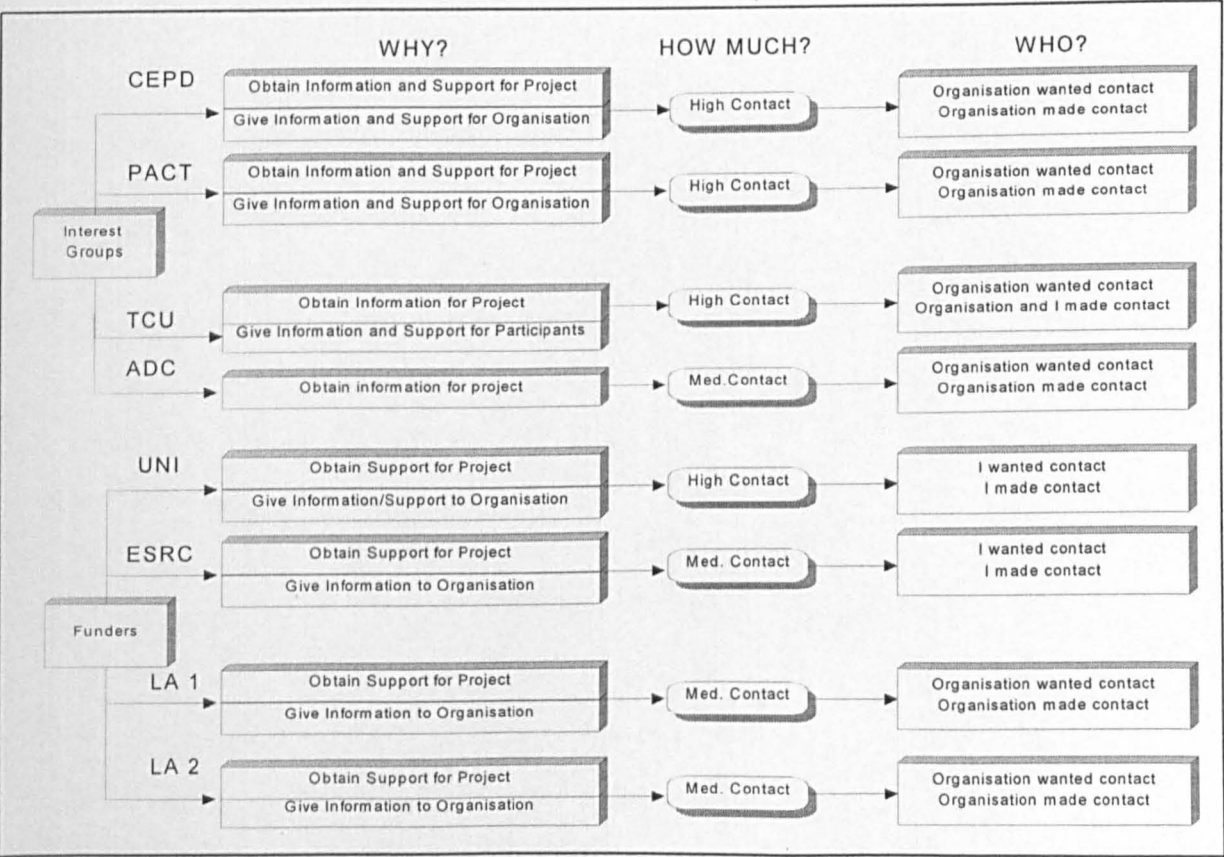 WHY?
HOW MUCH?
WHO?
CEPD
Obtain Information and Support for Project
Give Information and Support for Organisation
High Contact
Organisation wanted contact
Organisation made contact
PACT
Obtain Information and Support for Project
Give Information and Support for Organisation
High Contact
Organisation wanted contact
Organisation made contact
Interest
Groups
TCU
Obtain Information for Project
Give Information and Support for Participants
High Contact
Organisation wanted contact
Organisation and I made contact
ADC
Obtain information for project
Med.Contact
Organisation wanted contact
Organisation made contact
UNI
Obtain Support for Project
Give Information/Support to Organisation
High Contact
I wanted contact
I made contact
ESRC
Obtain Support for Project
Give Information to Organisation
Med. Contact
I wanted contact
I made contact
Funders
LA 1
Obtain Support for Project
Give Information to Organisation
Med. Contact
Organisation wanted contact
Organisation made contact
LA 2
Obtain Support for Project
Give Information to Organisation
Med. Contact
Organisation wanted contact
Organisation made contact